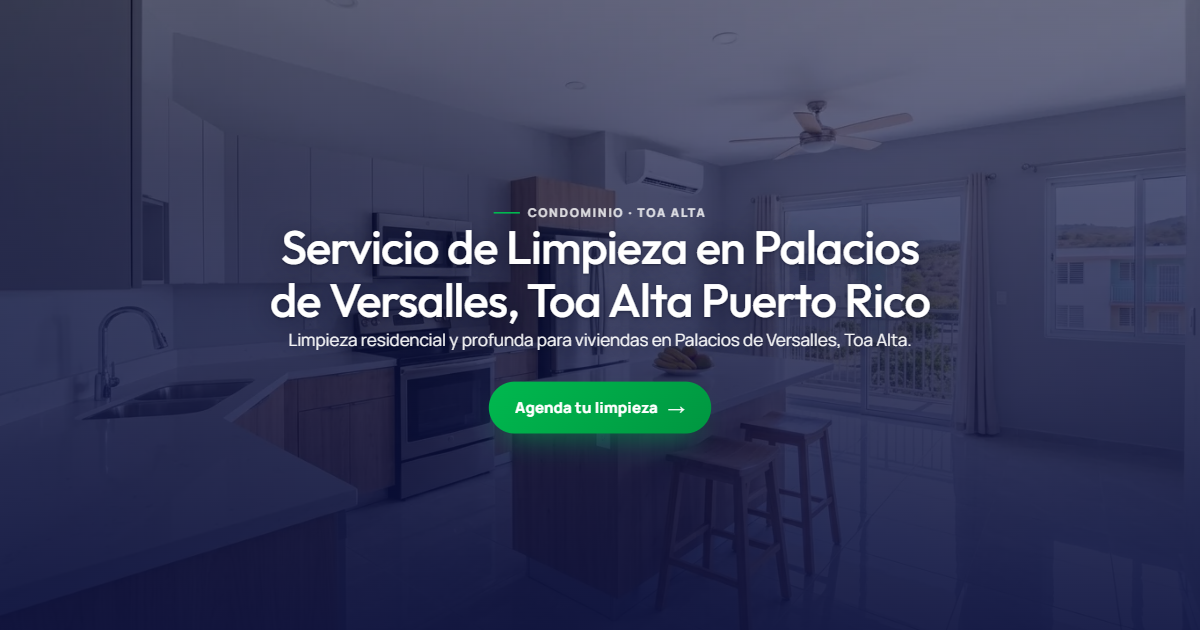 CONDOMINIO · TOA ALTA
Servicio de Limpieza en Palacios
de Versalles, Toa Alta Puerto Rico
Limpieza residencial y profunda para viviendas en Palacios de Versalles, Toa Alta.
Agenda tu limpieza →